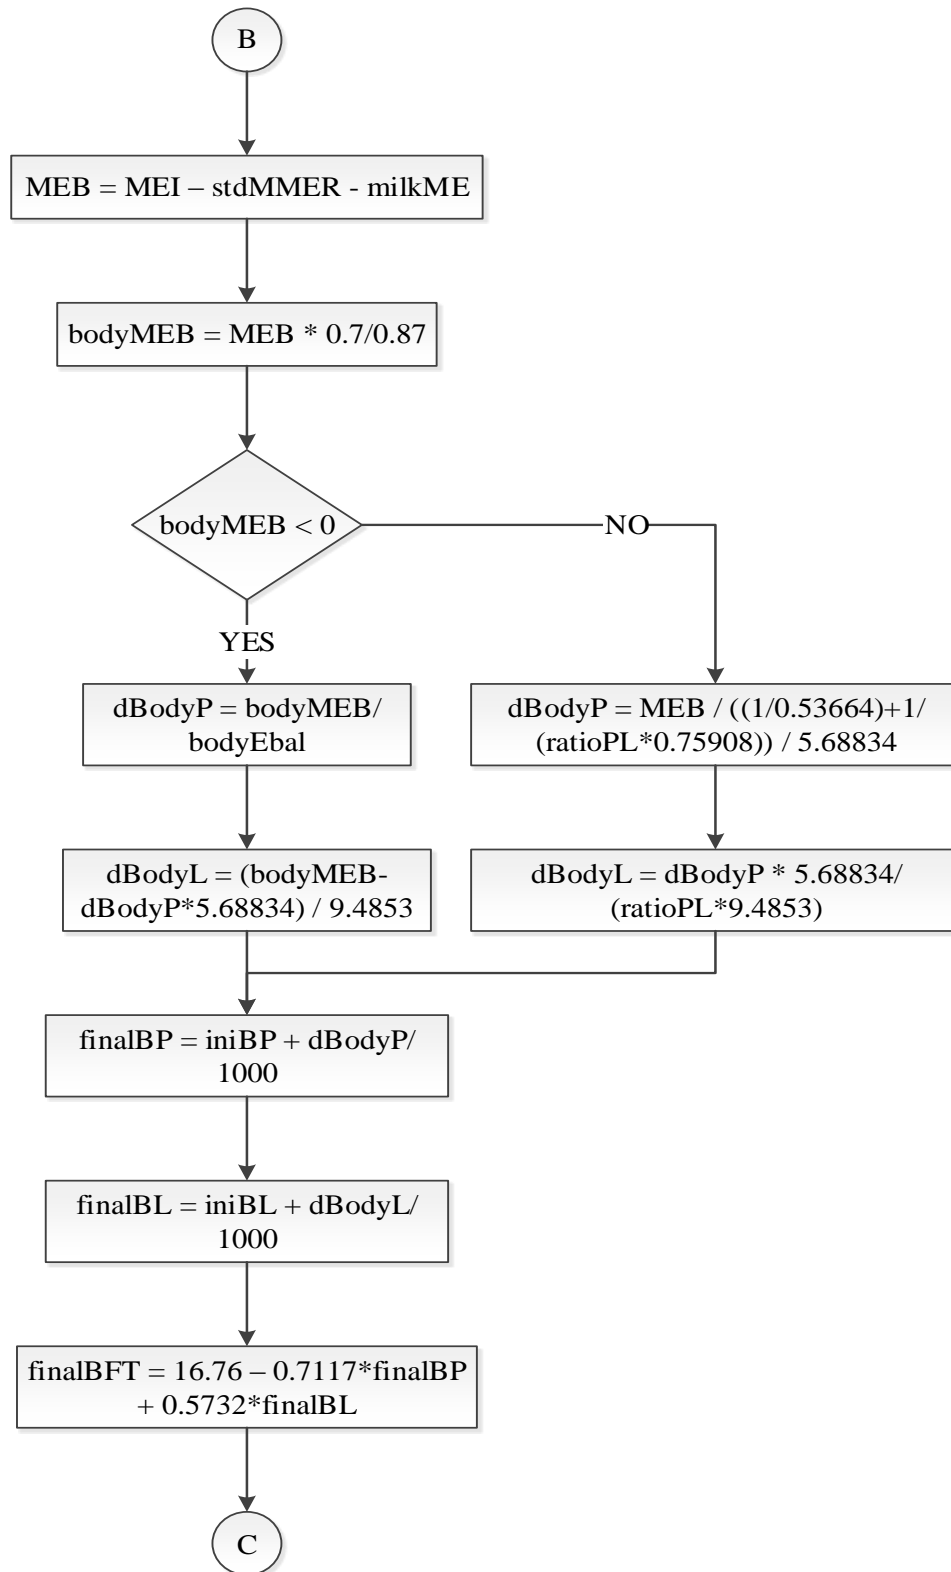 B
MEB = MEI – stdMMER - milkME
bodyMEB = MEB * 0.7/0.87
bodyMEB < 0
NO
YES
dBodyP = bodyMEB/
bodyEbal
dBodyP = MEB / ((1/0.53664)+1/
(ratioPL*0.75908)) / 5.68834
dBodyL = (bodyMEB-
dBodyP*5.68834) / 9.4853
dBodyL = dBodyP * 5.68834/
(ratioPL*9.4853)
finalBP = iniBP + dBodyP/
1000
finalBL = iniBL + dBodyL/
1000
finalBFT = 16.76 – 0.7117*finalBP
+ 0.5732*finalBL
C